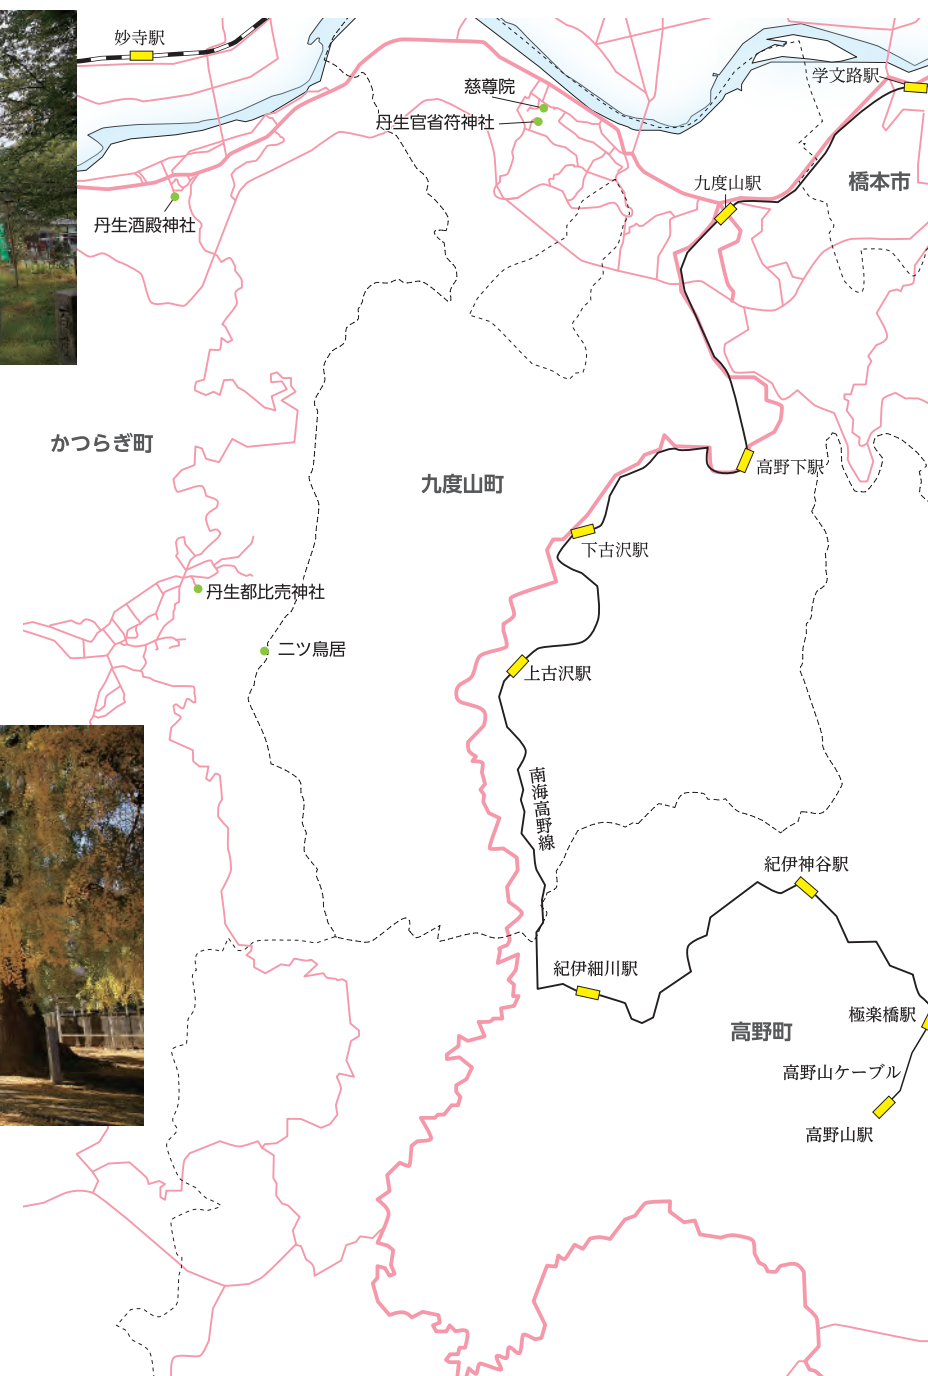 妙寺駅
学文路駅
慈尊院
丹生官省符神社
橋本市
九度山駅
丹生酒殿神社
かつらぎ町
九度山町
高野下駅
下古沢駅
丹生都比売神社
二ツ鳥居
上古沢駅
南海高野線
紀伊神谷駅
紀伊細川駅
極楽橋駅
高野町
高野山ケーブル
高野山駅